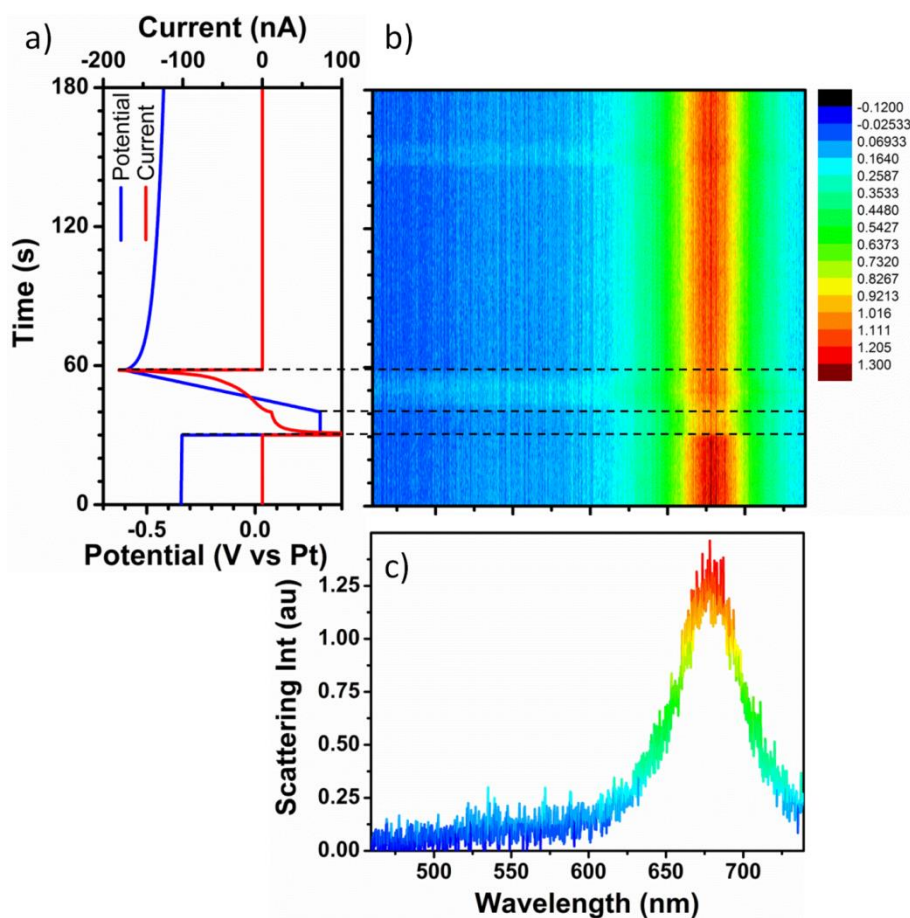 a)
Current (nA)
-200 -100 0 100
b)
180
120
60
0
Time (s)
Potential
Current
-0.5 0.0
Potential (V vs Pt)
-0.1200
-0.02533
0.06933
0.1640
0.2587
0.3533
0.4480
0.5427
0.6373
0.7320
0.8267
0.9213
1.016
1.111
1.205
1.300
c)
1.25
1.00
0.75
0.50
0.25
0.00
Scattering Int (au)
500 550 600 650 700
Wavelength (nm)